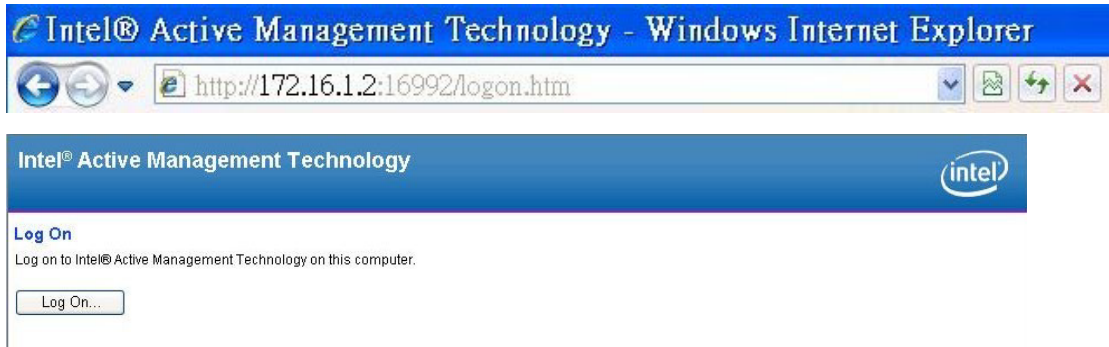 Intel® Active Management Technology - Windows Internet Explorer
http://172.16.1.2:16992/logon.htm
Intel® Active Management Technology
intel
Log On
Log on to Intel® Active Management Technology on this computer.
Log On...